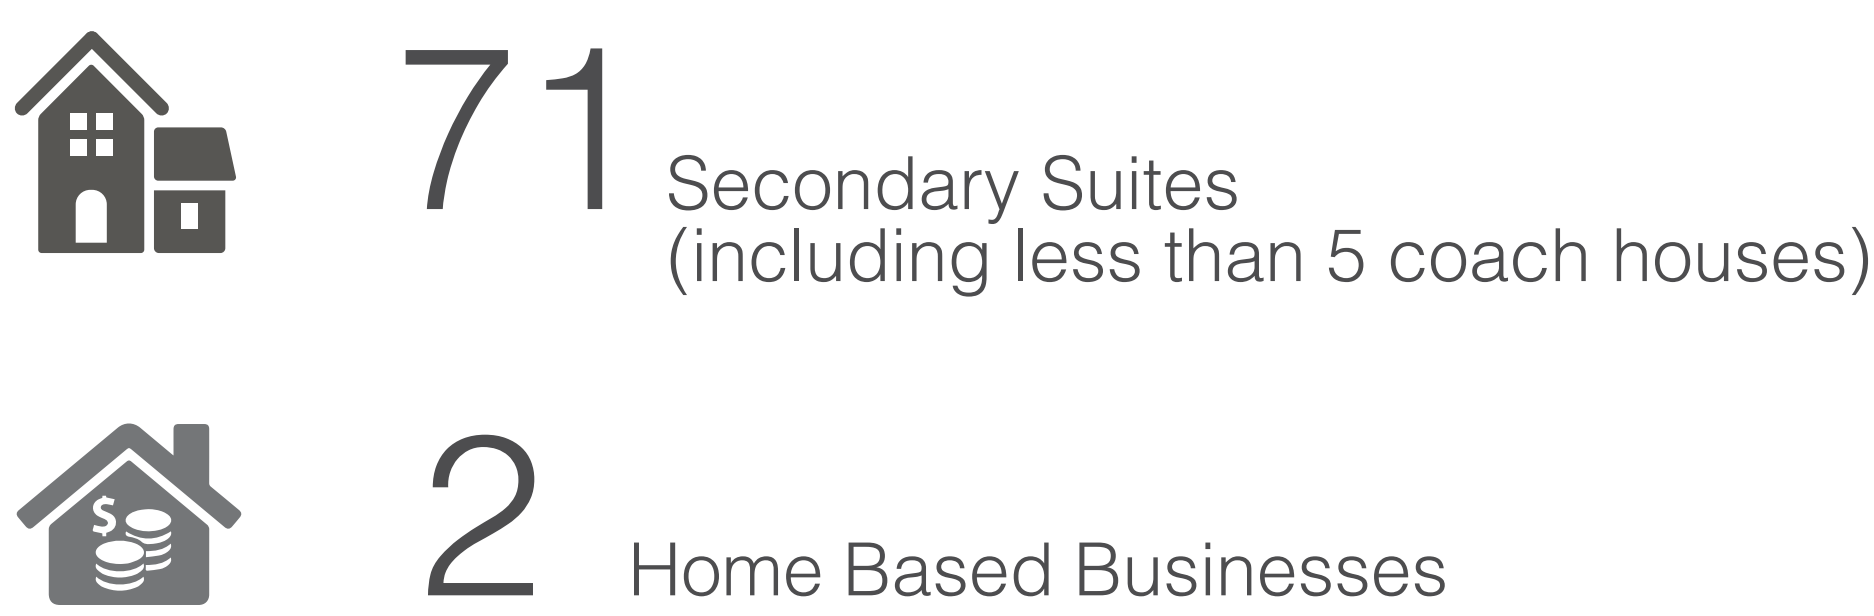 71 Secondary Suites
(including less than 5 coach houses)
$
2 Home Based Businesses